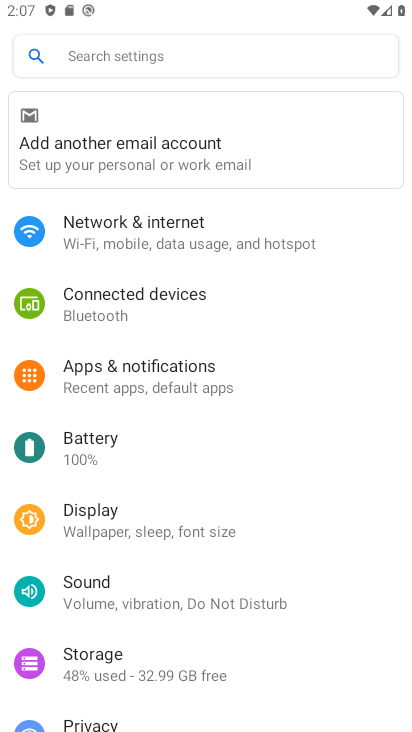 2:07
Search settings
Add another email account
Set up your personal or work email
Network & internet
Wi-Fi, mobile, data usage, and hotspot
Connected devices
Bluetooth
Apps & notifications
Recent apps, default apps
Battery
100%
Display
Wallpaper, sleep, font size
Sound
Volume, vibration, Do Not Disturb
Storage
48% used - 32.99 GB free
Privacy